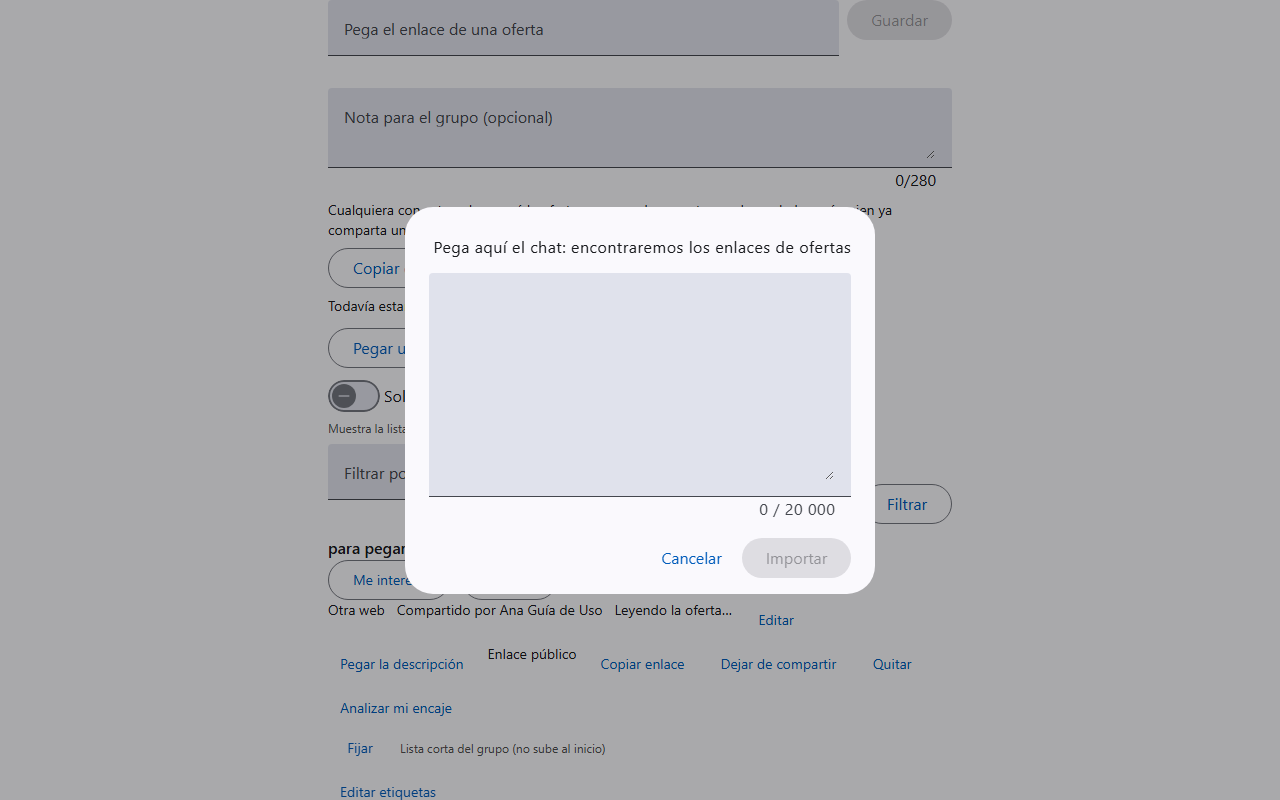 Pega el enlace de una oferta
Guardar
Nota para el grupo (opcional)
0/280
Cualquiera con
ien ya
comparta un
Copiar
Todavía esta
Pegar u
Muestra la lista
Filtrar po
Filtrar
Pega aquí el chat: encontraremos los enlaces de ofertas
0 / 20 000
Cancelar
Importar
para pegar
Me intere
Otra web Compartido por Ana Guía de Uso Leyendo la oferta... Editar
Pegar la descripción Enlace público Copiar enlace Dejar de compartir Quitar
Analizar mi encaje
Fijar Lista corta del grupo (no sube al inicio)
Editar etiquetas